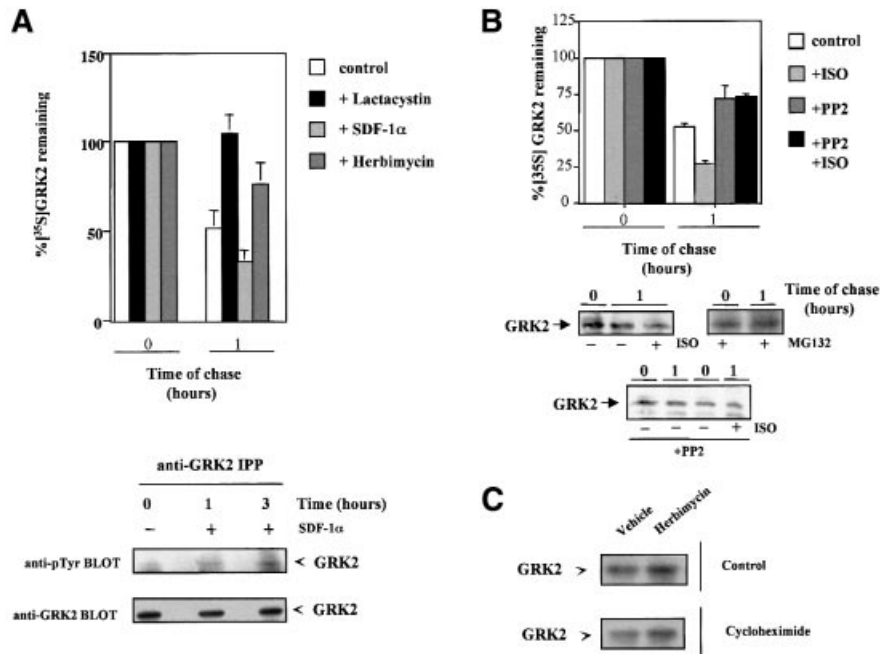 A
150
100
50
0
%[³⁵S]GRK2 remaining
control
+ Lactacystin
+ SDF-1α
+ Herbimycin
0 1
Time of chase
(hours)
anti-GRK2 IPP
0 1 3 Time (hours)
– + + SDF-1α
anti-pTyr BLOT < GRK2
anti-GRK2 BLOT < GRK2
B
100
75
50
25
0
%[35S] GRK2 remaining
control
+ISO
+PP2
+PP2
+ISO
0 1
Time of chase
(hours)
0 1 0 1 Time of chase
(hours)
GRK2
– – + ISO + + MG132
0 1 0 1
GRK2
– – – + ISO
+PP2
C
Vehicle Herbimycin
GRK2 > Control
GRK2 > Cycloheximide